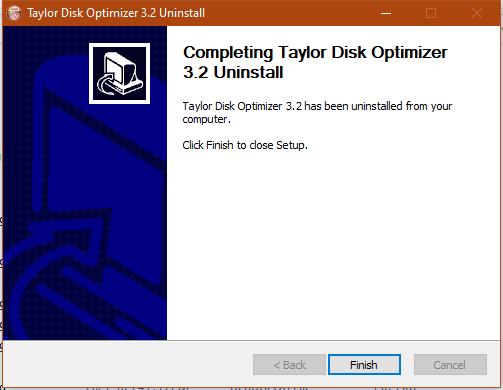 Taylor Disk Optimizer 3.2 Uninstall
Completing Taylor Disk Optimizer
3.2 Uninstall
Taylor Disk Optimizer 3.2 has been uninstalled from your
computer.
Click Finish to close Setup.
< Back
Finish
Cancel